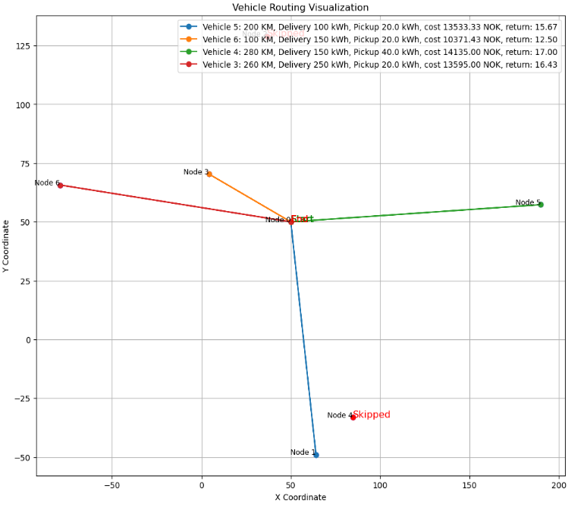 Vehicle Routing Visualization
Vehicle 5: 200 KM, Delivery 100 kWh, Pickup 20.0 kWh, cost 13533.33 NOK, return: 15.67
Vehicle 6: 100 KM, Delivery 150 kWh, Pickup 20.0 kWh, cost 10371.43 NOK, return: 12.50
Vehicle 4: 280 KM, Delivery 150 kWh, Pickup 40.0 kWh, cost 14135.00 NOK, return: 17.00
Vehicle 3: 260 KM, Delivery 250 kWh, Pickup 20.0 kWh, cost 13595.00 NOK, return: 16.43
125
100
75
50
25
0
−25
−50
Y Coordinate
Node 3
Node 6
Node 5
Node
Node 4
Skipped
Node 1
−50
0
50
100
150
200
X Coordinate